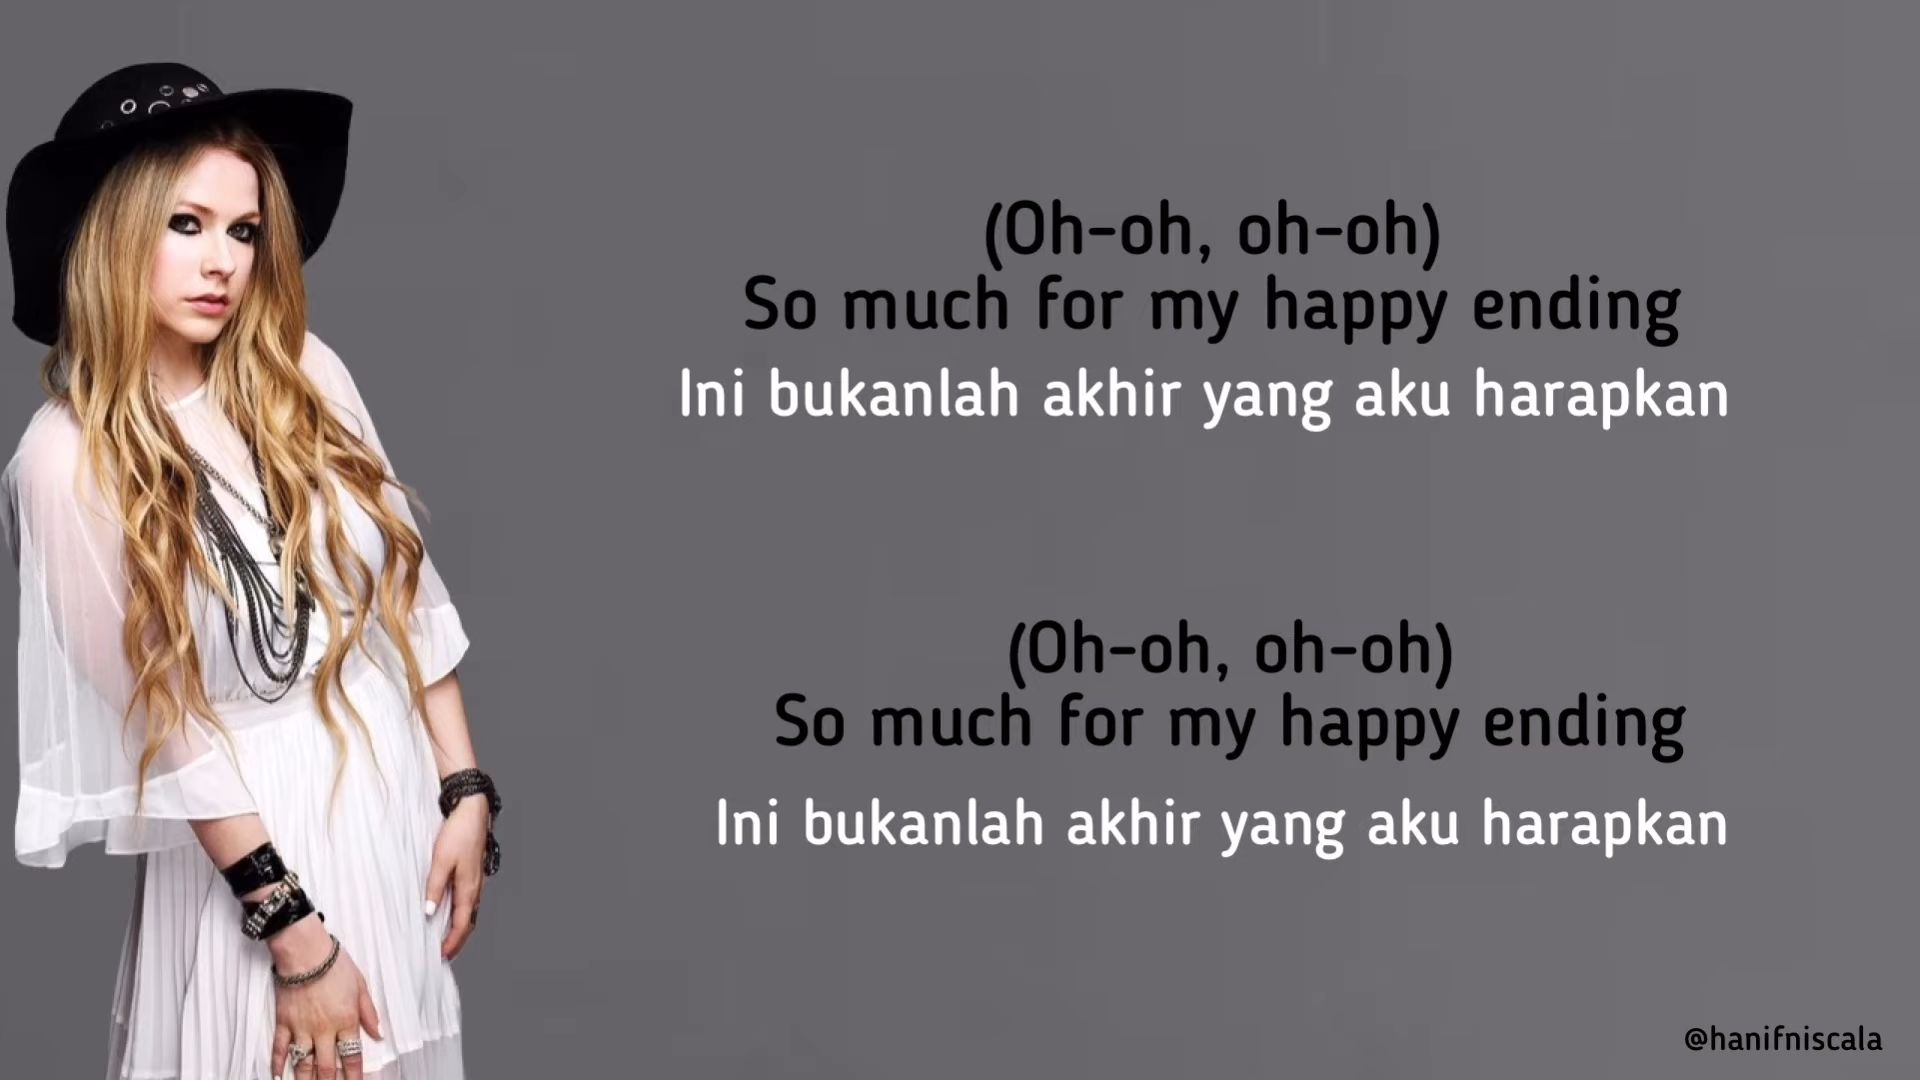 (Oh-oh, oh-oh)
So much for my happy ending
Ini bukanlah akhir yang aku harapkan
(Oh-oh, oh-oh)
So much for my happy ending
Ini bukanlah akhir yang aku harapkan
@hanifniscala